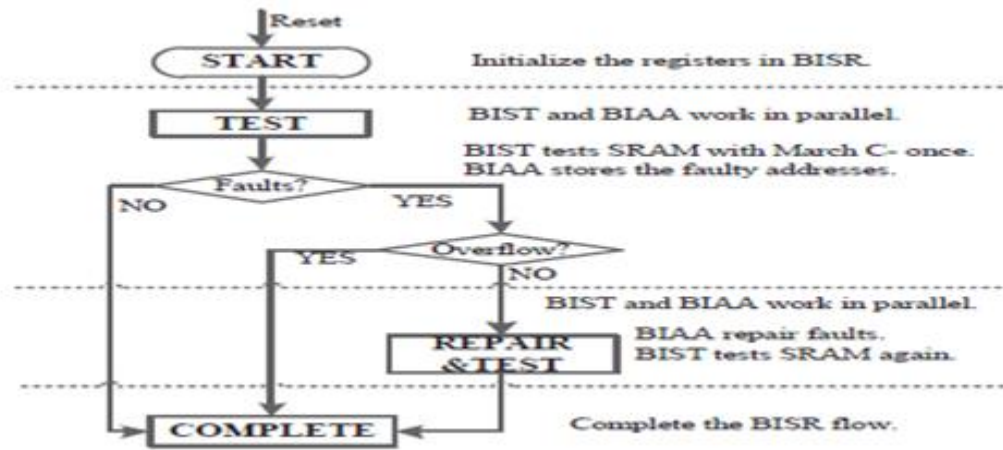 Reset
START
Initialize the registers in BISR.
TEST
BIST and BIAA work in parallel.
BIST tests SRAM with March C- once.
BIAA stores the faulty addresses.
Faults?
NO
YES
Overflow?
YES
NO
BIST and BIAA work in parallel.
REPAIR
&TEST
BIAA repair faults.
BIST tests SRAM again.
COMPLETE
Complete the BISR flow.